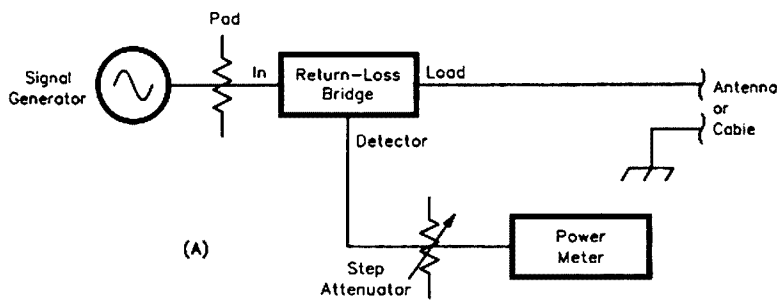 Pad
Signal
Generator
In
Return-Loss
Bridge
Load
Antenna
or
Cable
Detector
(A)
Step
Attenuator
Power
Meter